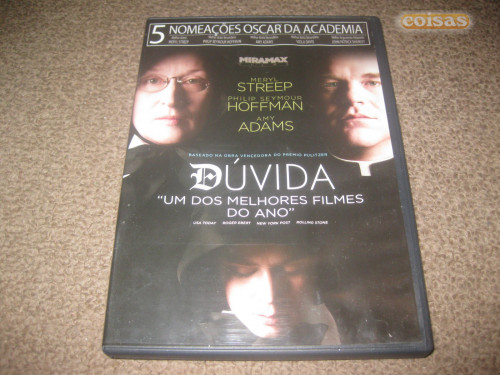 coisas
5 NOMEAÇÕES OSCAR DA ACADEMIA
MIRAMAX
MERYL
STREEP
PHILIP SEYMOUR
HOFFMAN
AMY
ADAMS
BASEADO NA OBRA VENCEDORA DO PRÉMIO PULITZER
DÚVIDA
"UM DOS MELHORES FILMES
DO ANO"
USA TODAY ROGER EBERT NEW YORK POST ROLLING STONE